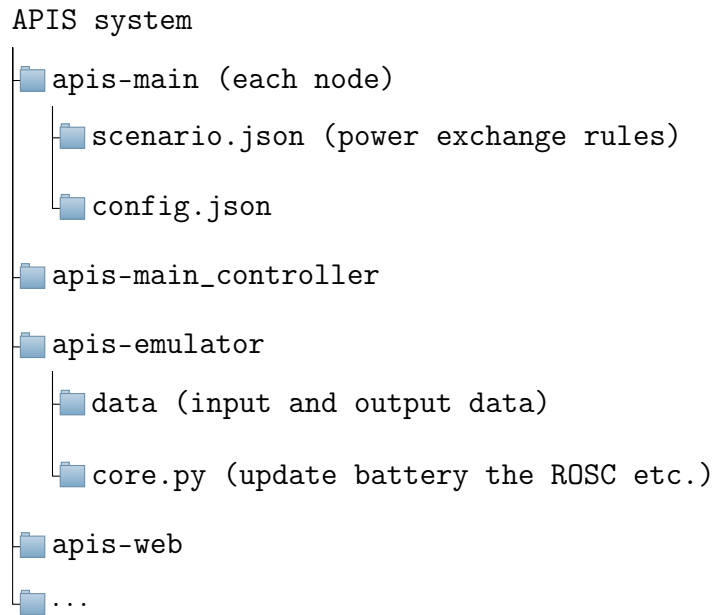 APIS system
apis-main (each node)
scenario.json (power exchange rules)
config.json
apis-main_controller
apis-emulator
data (input and output data)
core.py (update battery the ROSC etc.)
apis-web
...